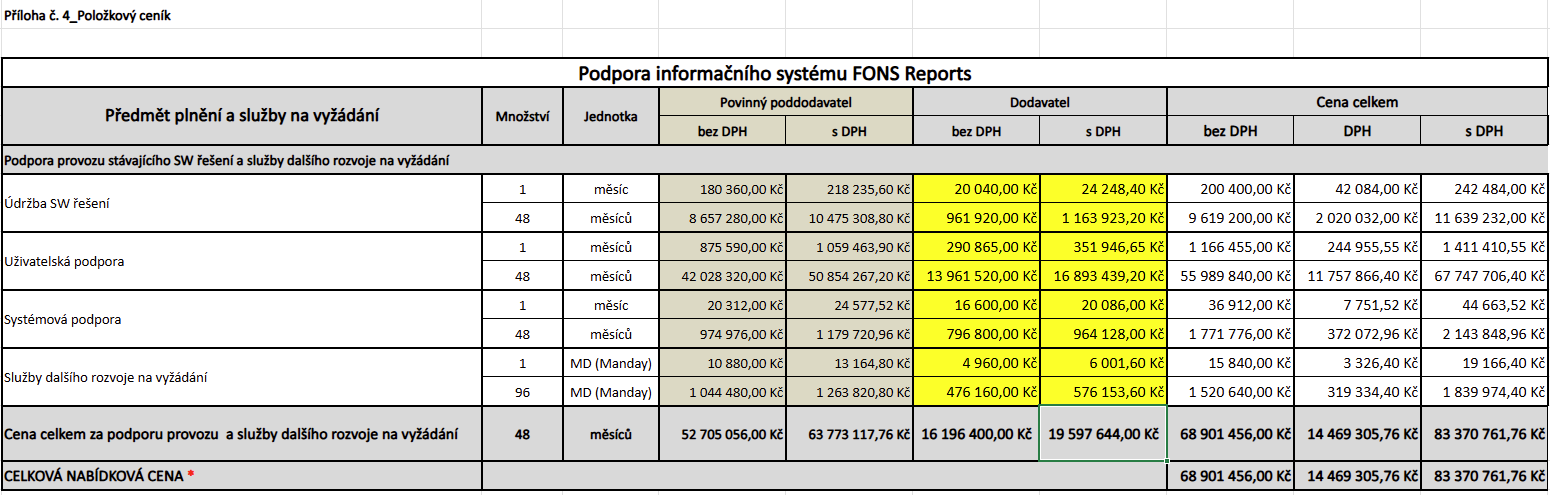 Příloha č. 4_Položkový ceník
Podpora informačního systému FONS Reports
Předmět plnění a služby na vyžádání Množství Jednotka Povinný poddodavatel Dodavatel Cena celkem
bez DPH s DPH bez DPH s DPH bez DPH DPH s DPH
Podpora provozu stávajícího SW řešení a služby dalšího rozvoje na vyžádání
Údržba SW řešení
1 měsíc 180 360,00 Kč 218 235,60 Kč 20 040,00 Kč 24 248,40 Kč 200 400,00 Kč 42 084,00 Kč 242 484,00 Kč
48 měsíců 8 657 280,00 Kč 10 475 308,80 Kč 961 920,00 Kč 1 163 923,20 Kč 9 619 200,00 Kč 2 020 032,00 Kč 11 639 232,00 Kč
Uživatelská podpora
1 měsíců 875 590,00 Kč 1 059 463,90 Kč 290 865,00 Kč 351 946,65 Kč 1 166 455,00 Kč 244 955,55 Kč 1 411 410,55 Kč
48 měsíců 42 028 320,00 Kč 50 854 267,20 Kč 13 961 520,00 Kč 16 893 439,20 Kč 55 989 840,00 Kč 11 757 866,40 Kč 67 747 706,40 Kč
Systémová podpora
1 měsíc 20 312,00 Kč 24 577,52 Kč 16 600,00 Kč 20 086,00 Kč 36 912,00 Kč 7 751,52 Kč 44 663,52 Kč
48 měsíců 974 976,00 Kč 1 179 720,96 Kč 796 800,00 Kč 964 128,00 Kč 1 771 776,00 Kč 372 072,96 Kč 2 143 848,96 Kč
Služby dalšího rozvoje na vyžádání
1 MD (Manday) 10 880,00 Kč 13 164,80 Kč 4 960,00 Kč 6 001,60 Kč 15 840,00 Kč 3 326,40 Kč 19 166,40 Kč
96 MD (Manday) 1 044 480,00 Kč 1 263 820,80 Kč 476 160,00 Kč 576 153,60 Kč 1 520 640,00 Kč 319 334,40 Kč 1 839 974,40 Kč
Cena celkem za podporu provozu a služby dalšího rozvoje na vyžádání 48 měsíců 52 705 056,00 Kč 63 773 117,76 Kč 16 196 400,00 Kč 19 597 644,00 Kč 68 901 456,00 Kč 14 469 305,76 Kč 83 370 761,76 Kč
CELKOVÁ NABÍDKOVÁ CENA * 68 901 456,00 Kč 14 469 305,76 Kč 83 370 761,76 Kč